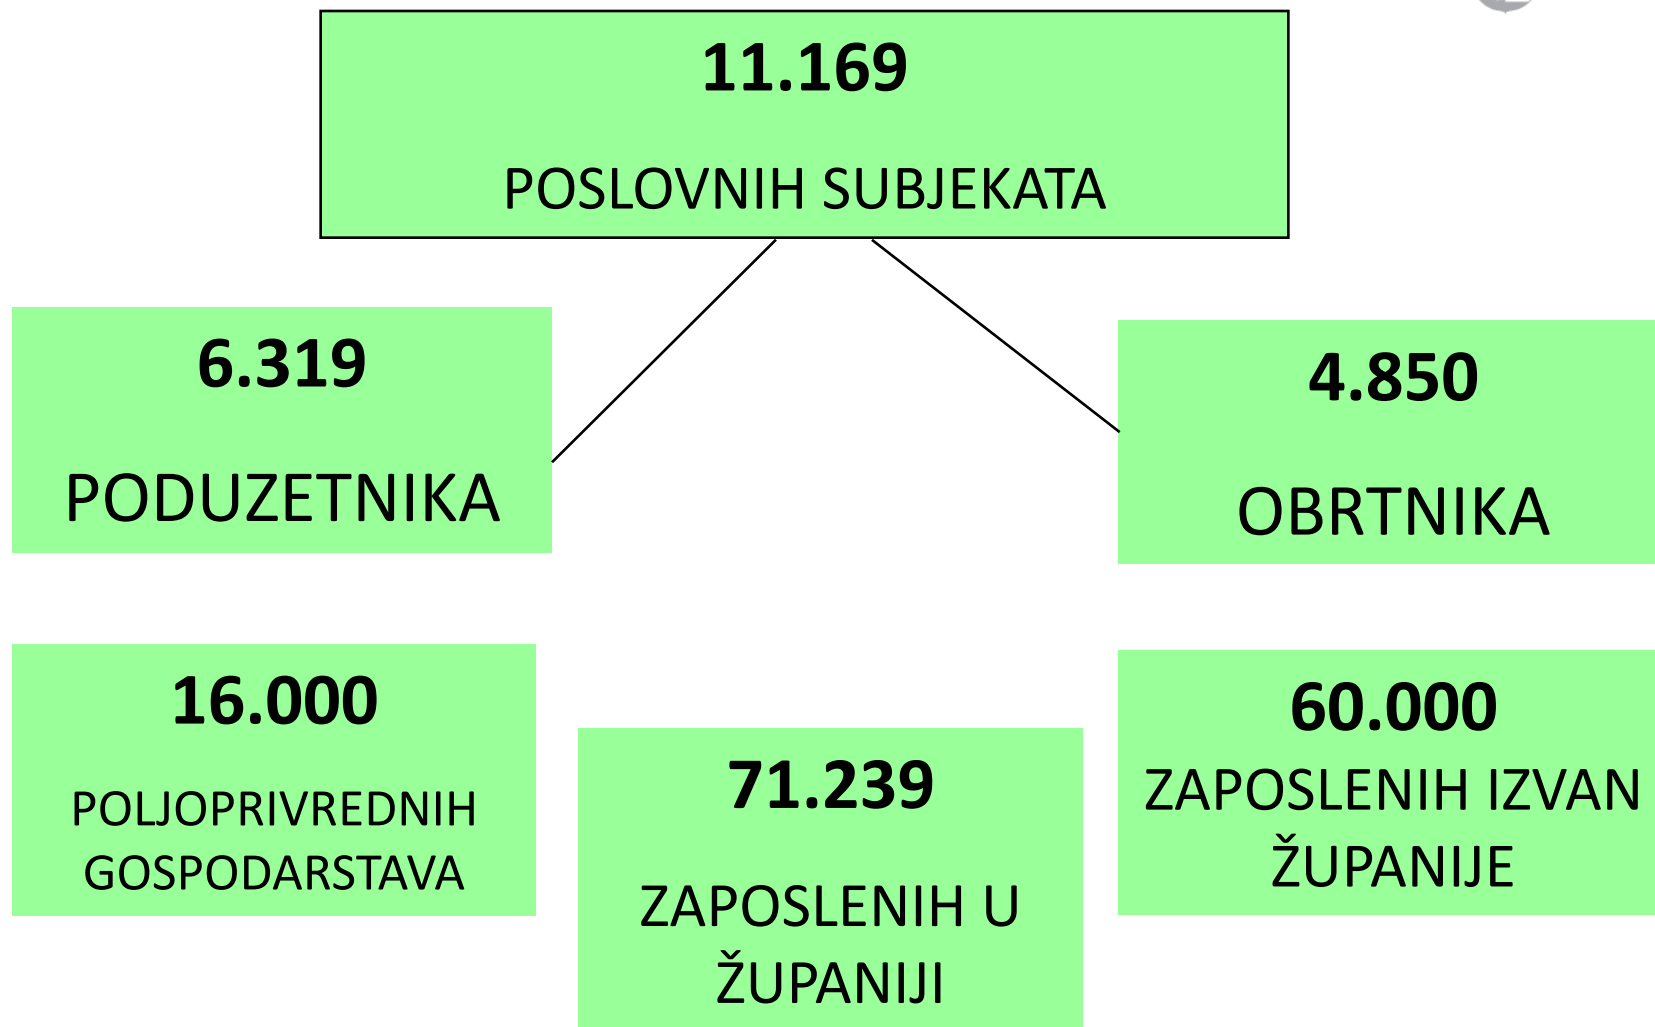 11.169
POSLOVNIH SUBJEKATA
6.319
PODUZETNIKA
4.850
OBRTNIKA
16.000
POLJOPRIVREDNIH
GOSPODARSTAVA
71.239
ZAPOSLENIH U
ŽUPANIJI
60.000
ZAPOSLENIH IZVAN
ŽUPANIJE